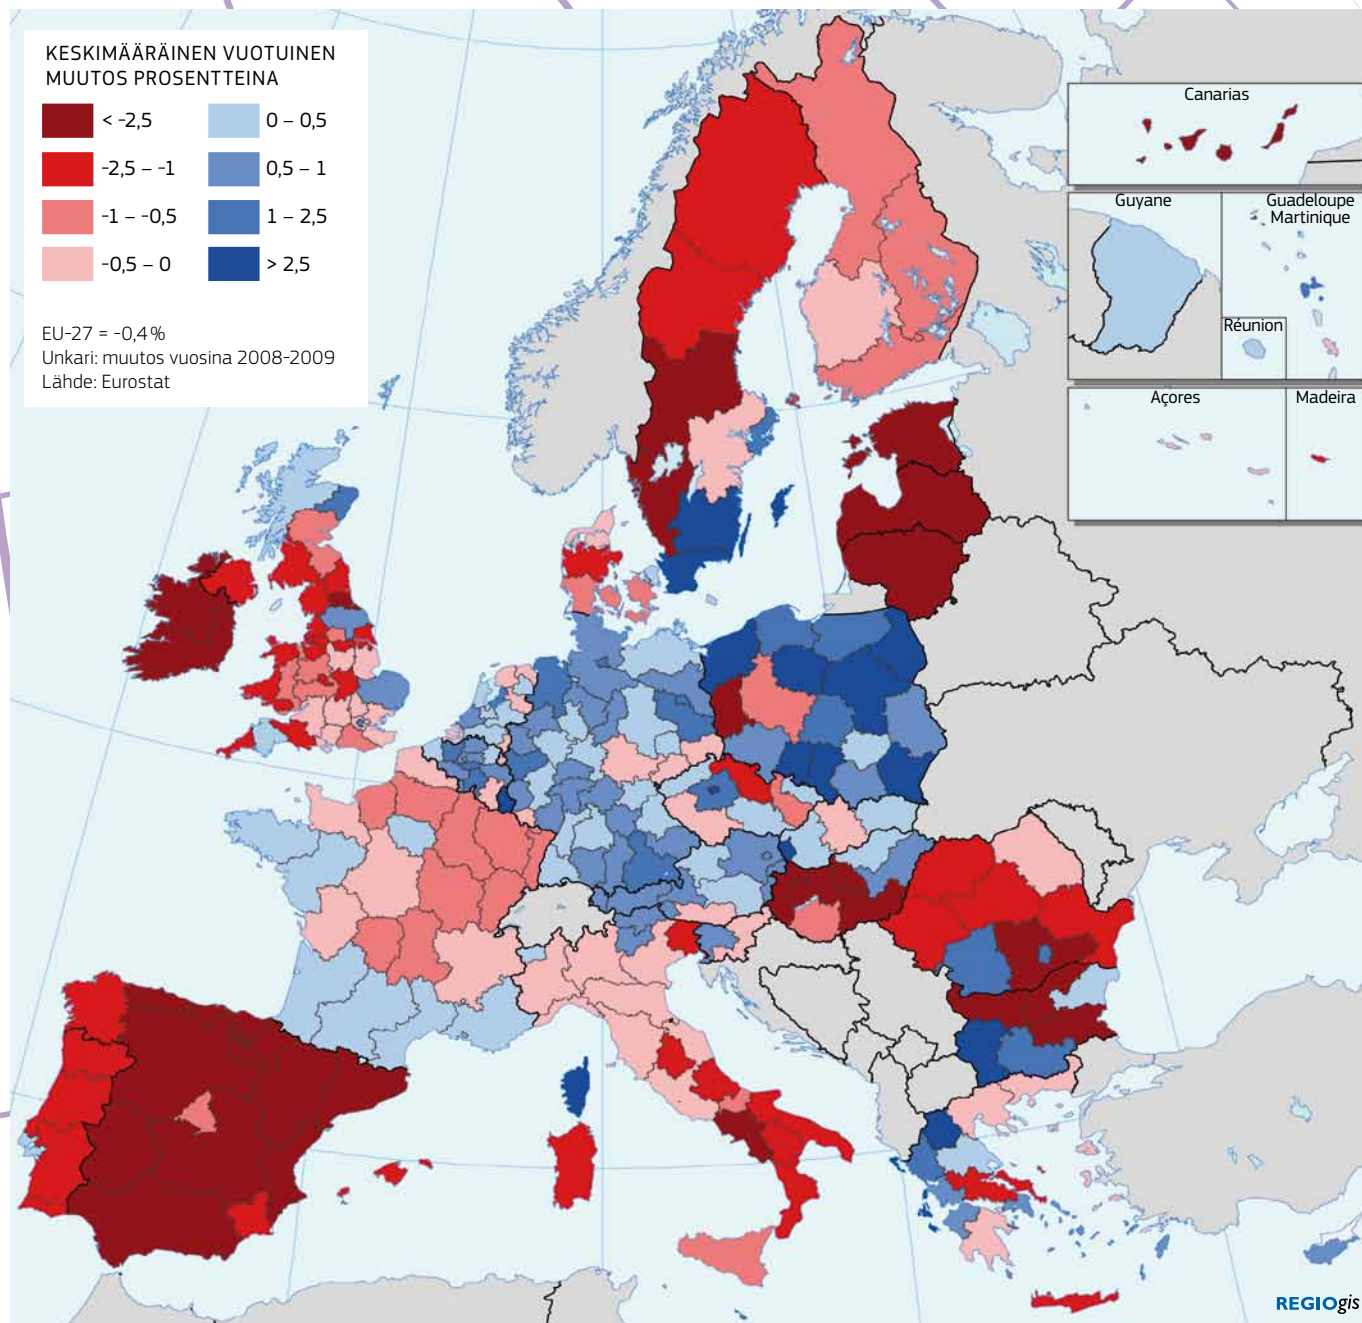 KESKIMÄÄRÄINEN VUOTUINEN
MUUTOS PROSENTTEINA
< -2,5
-2,5 – -1
-1 – -0,5
-0,5 – 0
0 – 0,5
0,5 – 1
1 – 2,5
> 2,5
EU-27 = -0,4 %
Unkari: muutos vuosina 2008-2009
Lähde: Eurostat
Canarias
Guyane
Guadeloupe
Martinique
Réunion
Açores
Madeira
REGIOgis